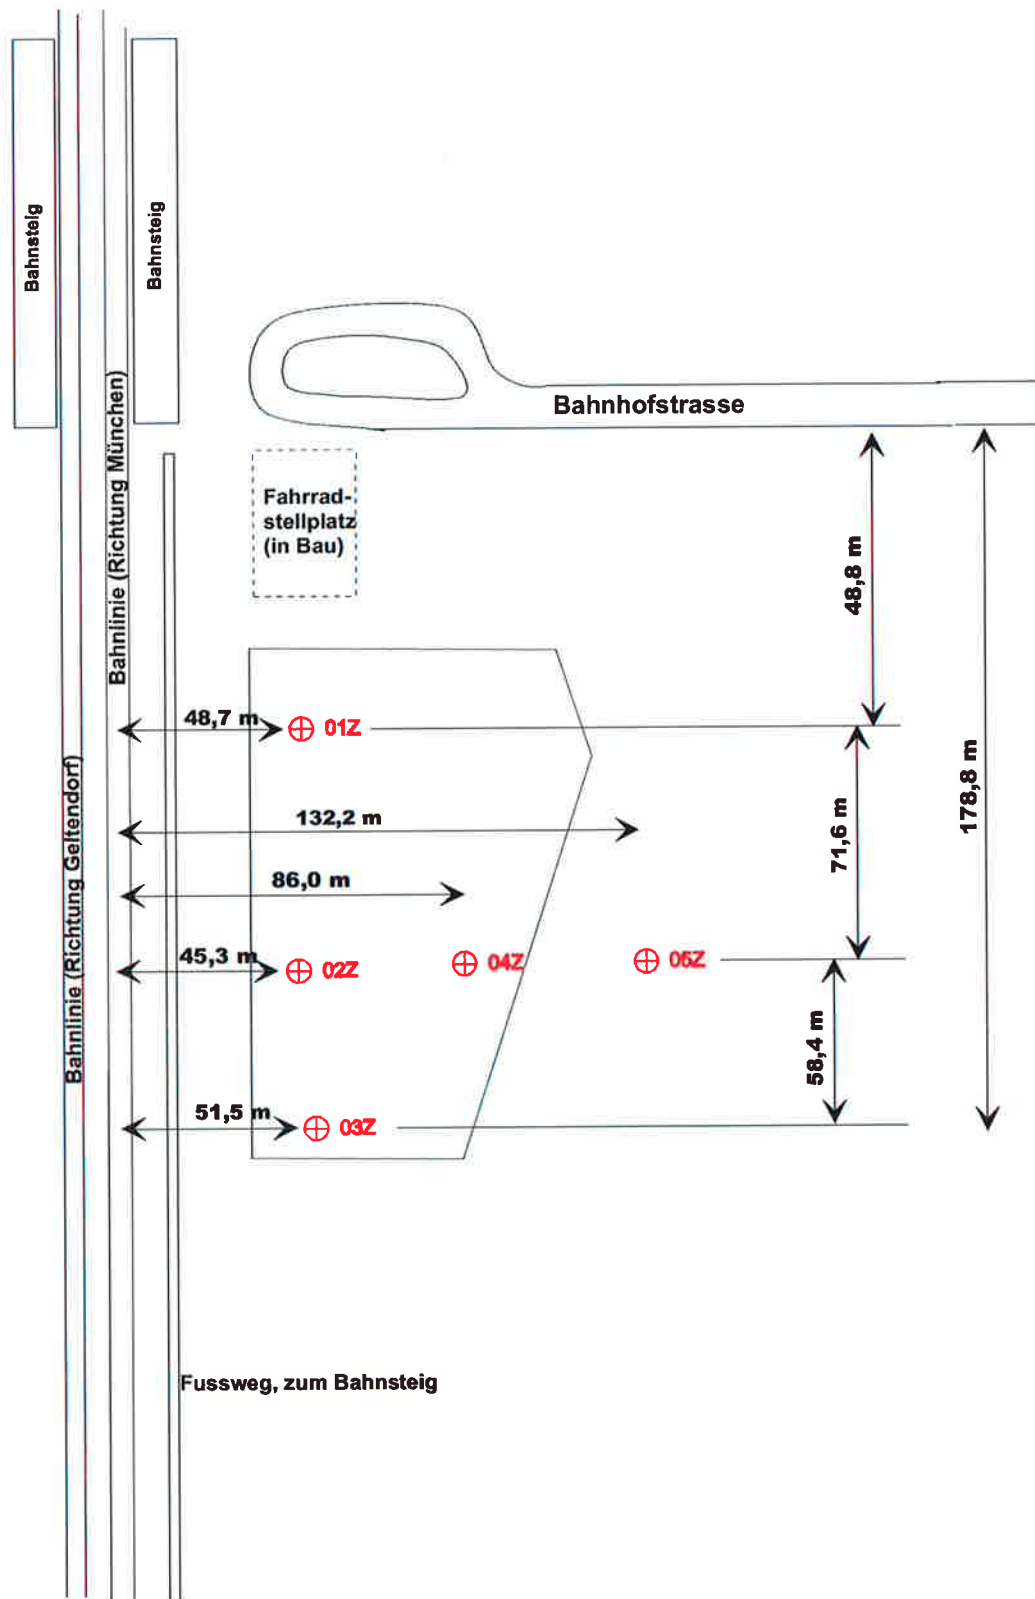 Bahnsteig
Bahnsteig
Bahnlinie (Richtung München)
Bahnhofstrasse
Fahrrad-
stellplatz
(in Bau)
48,8 m
48,7 m
01Z
178,8 m
Bahnlinie (Richtung Geltendorf)
132,2 m
71,6 m
86,0 m
45,3 m
02Z
04Z
05Z
58,4 m
51,5 m
03Z
Fussweg, zum Bahnsteig